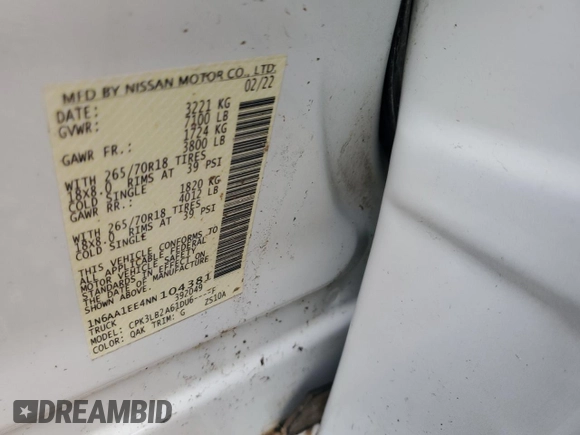 MFD BY NISSAN MOTOR CO., LTD.
DATE: 02/22
GVWR: 3221 KG
7100 LB
GAWR FR.: 1724 KG
3800 LB
WITH 265/70R18 TIRES
18X8.0 RIMS AT 39 PSI
COLD SINGLE
GAWR RR.: 1820 KG
4012 LB
WITH 265/70R18 TIRES
18X8.0 RIMS AT 39 PSI
COLD SINGLE
THIS VEHICLE CONFORMS TO
ALL APPLICABLE FEDERAL
MOTOR VEHICLE SAFETY
STANDARDS IN EFFECT ON
THE DATE OF MANUFACTURE
SHOWN ABOVE.
1N6AA1EE4NN104381
TRUCK 392049
MODEL: CPK3LB2A61DU6----F
COLOR: QAK TRIM: G ZS10A
DREAMBID